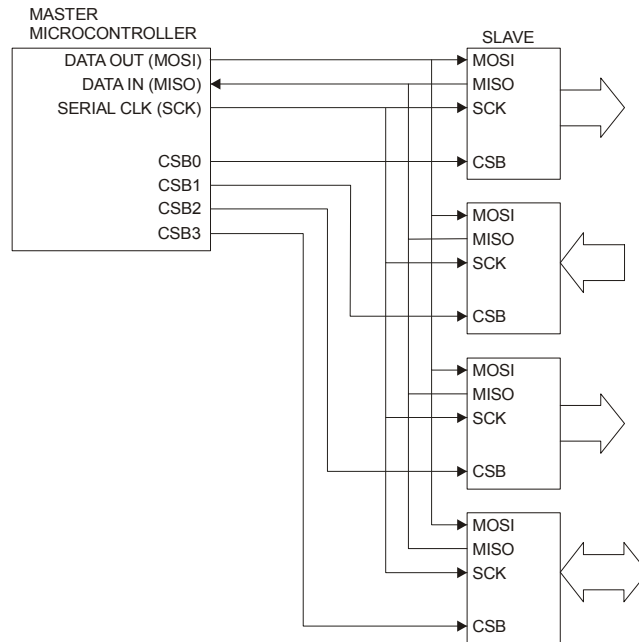 MASTER
MICROCONTROLLER
DATA OUT (MOSI)
DATA IN (MISO)
SERIAL CLK (SCK)
CSB0
CSB1
CSB2
CSB3
SLAVE
MOSI
MISO
SCK
CSB
MOSI
MISO
SCK
CSB
MOSI
MISO
SCK
CSB
MOSI
MISO
SCK
CSB